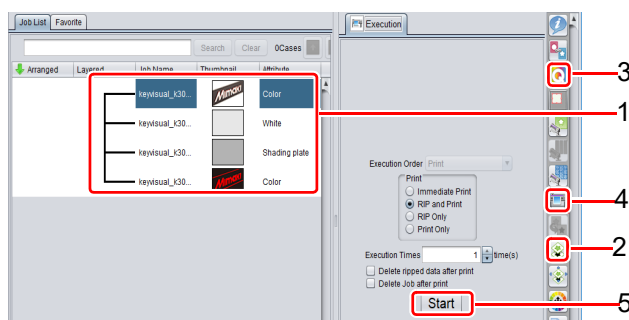 Job List Favorite
Search Clear 0Cases
Arranged Layered Job Name Thumbnail Attribute
keyvisual_k30... Mimaki Color
keyvisual_k30... White
keyvisual_k30... Shading plate
keyvisual_k30... Mimaki Color
Execution
Execution Order Print
Print
Immediate Print
RIP and Print
RIP Only
Print Only
Execution Times 1 time(s)
Delete ripped data after print
Delete Job after print
Start
3
1
4
2
5